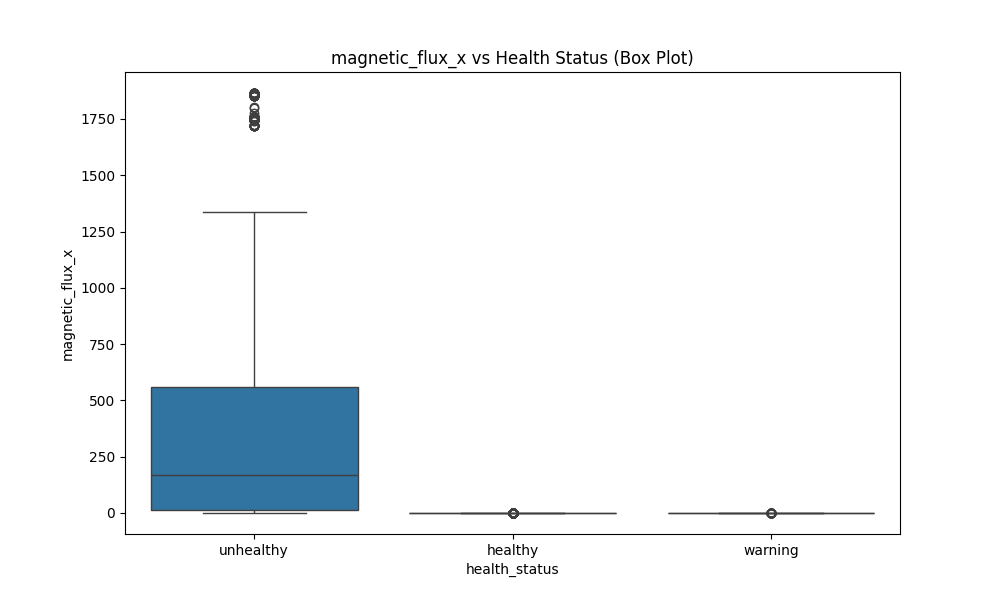 magnetic_flux_x vs Health Status (Box Plot)
magnetic_flux_x
1750
1500
1250
1000
750
500
250
0
unhealthy healthy warning
health_status